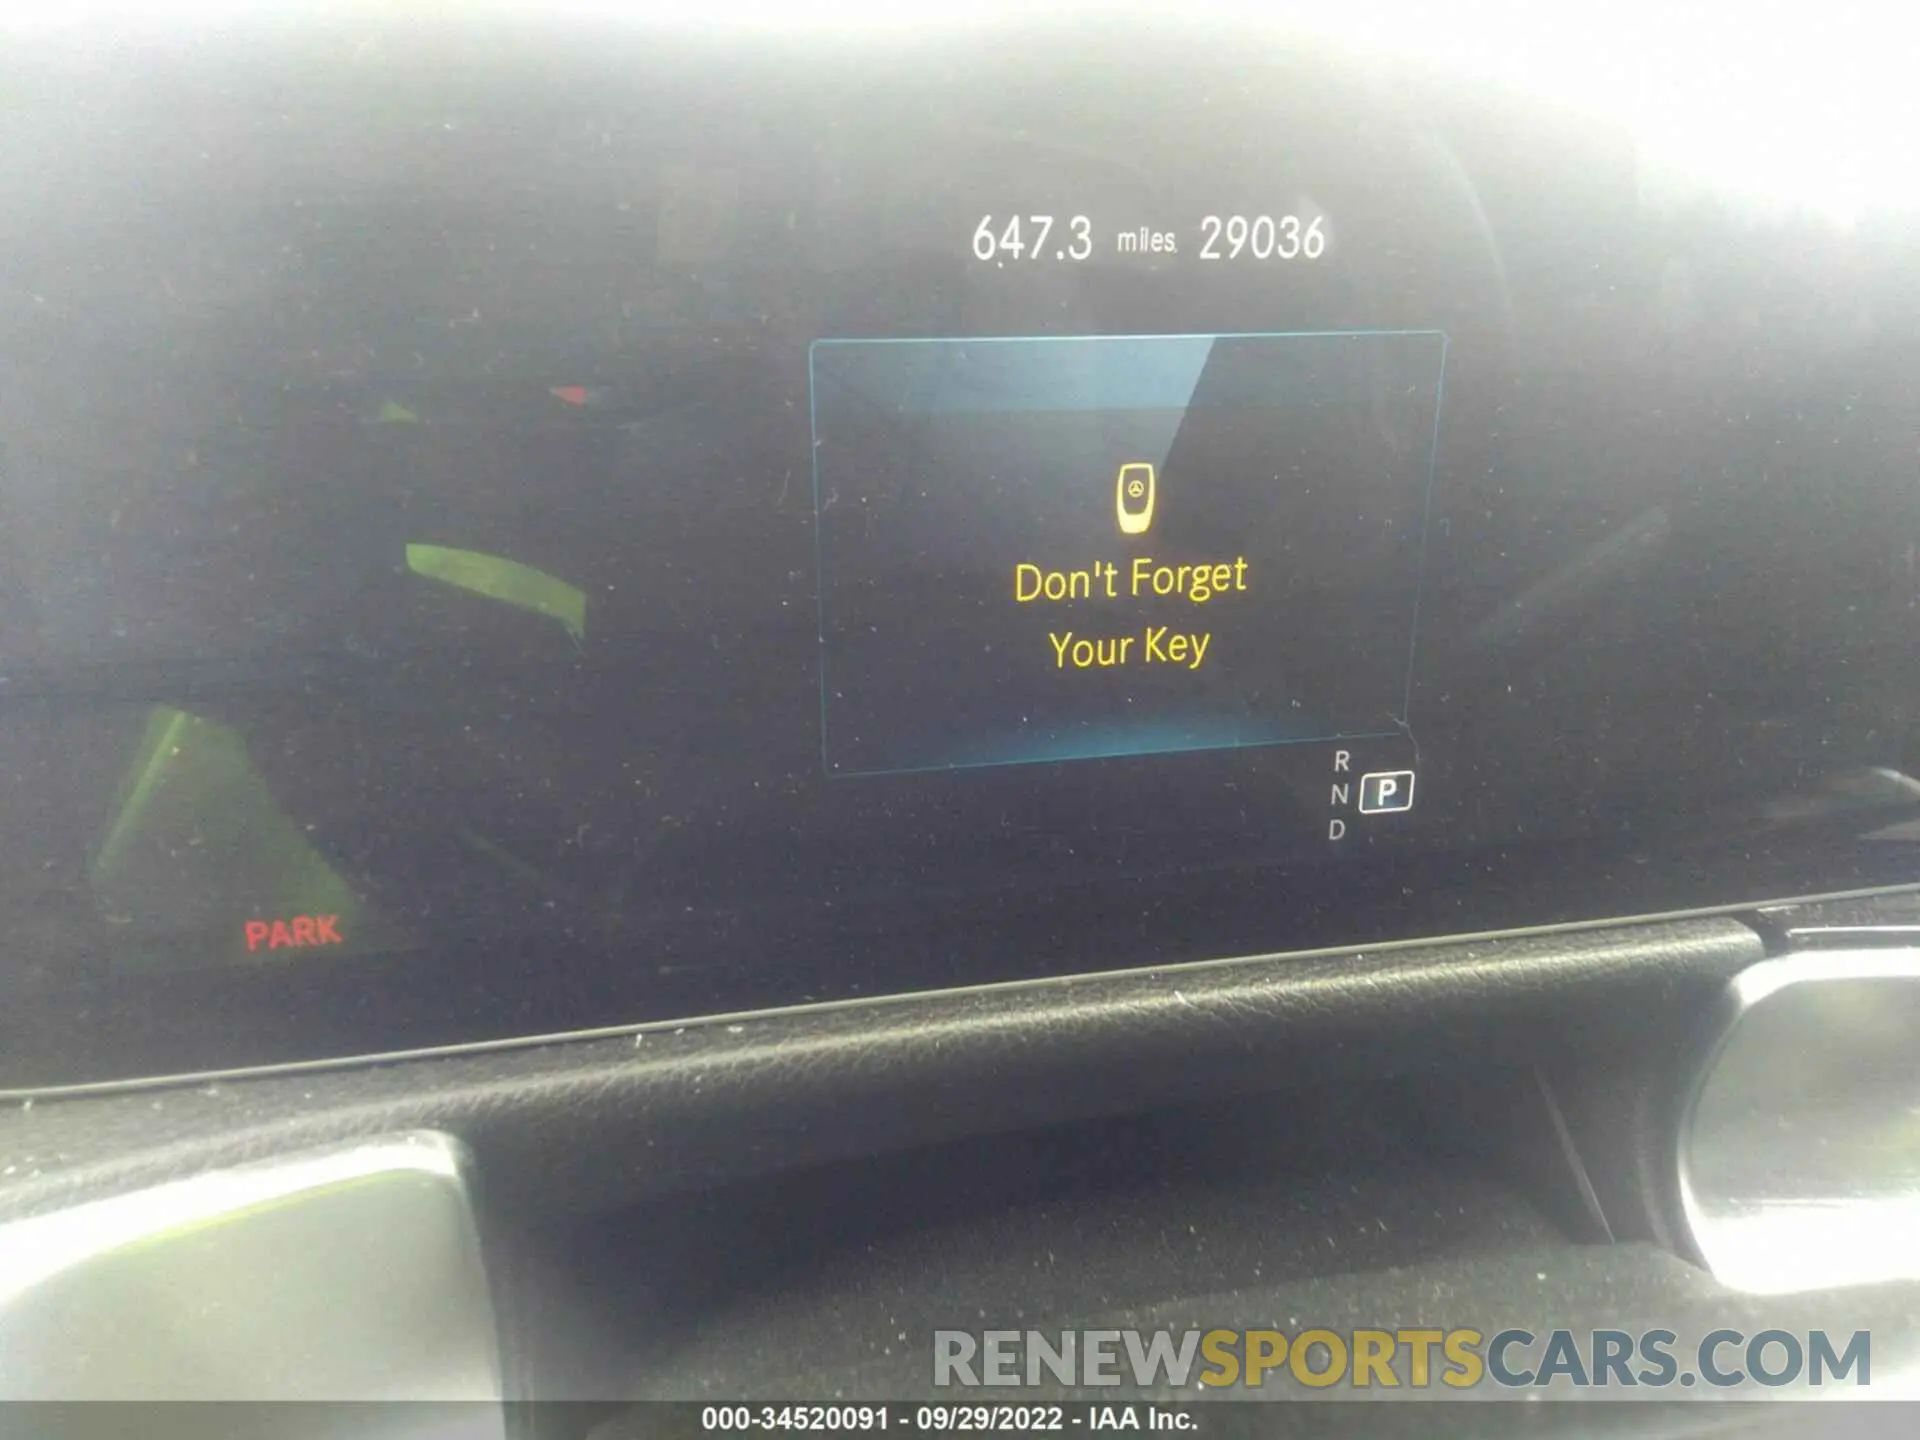 647.3 miles 29036
Don't Forget
Your Key
R
N P
D
PARK
RENEWSPORTSCARS.COM
000-34520091 - 09/29/2022 - IAA Inc.